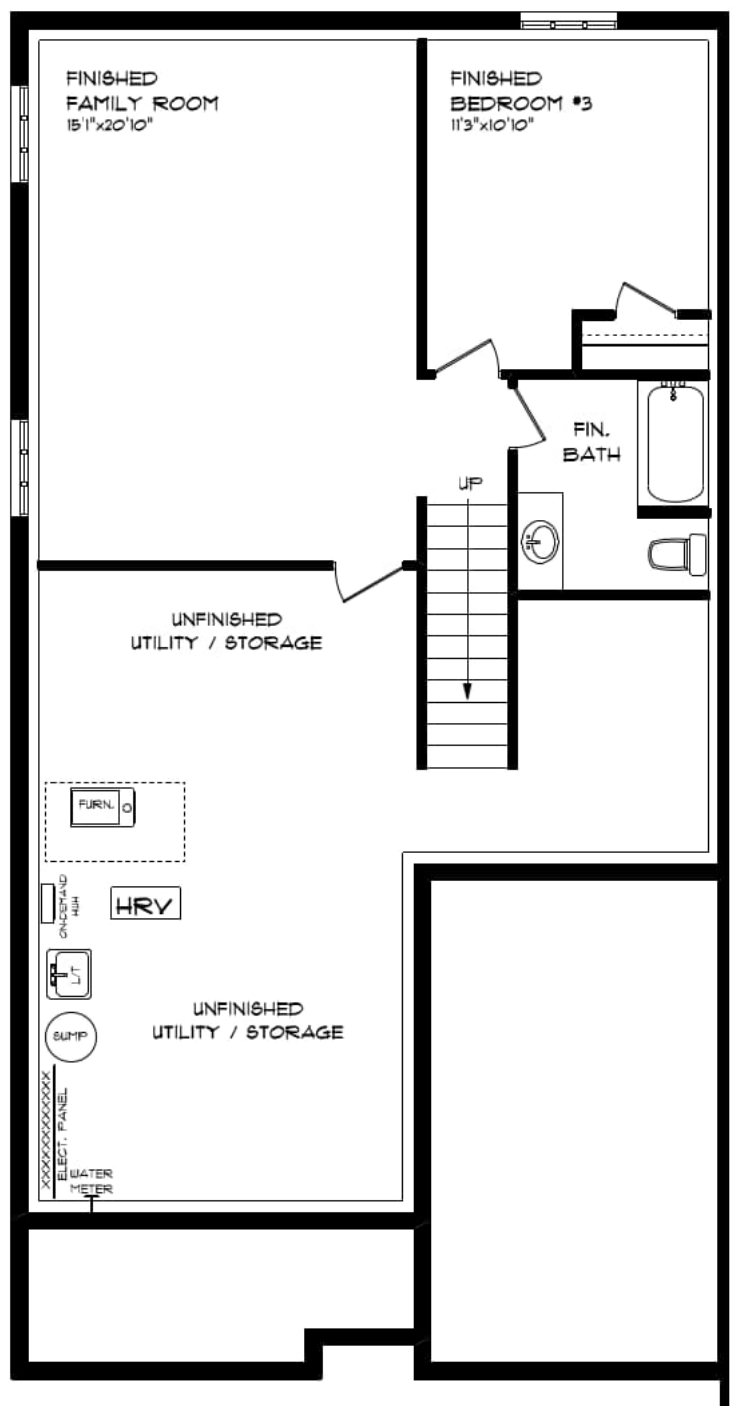 FINISHED
FAMILY ROOM
15'1"x20'10"
FINISHED
BEDROOM #3
11'3"x10'10"
FIN.
BATH
UP
UNFINISHED
UTILITY / STORAGE
FURN.
ON-DEMAND
HWH
HRV
L/T
UNFINISHED
UTILITY / STORAGE
SUMP
XXXXXXXXXXXXX
ELECT. PANEL
WATER
METER